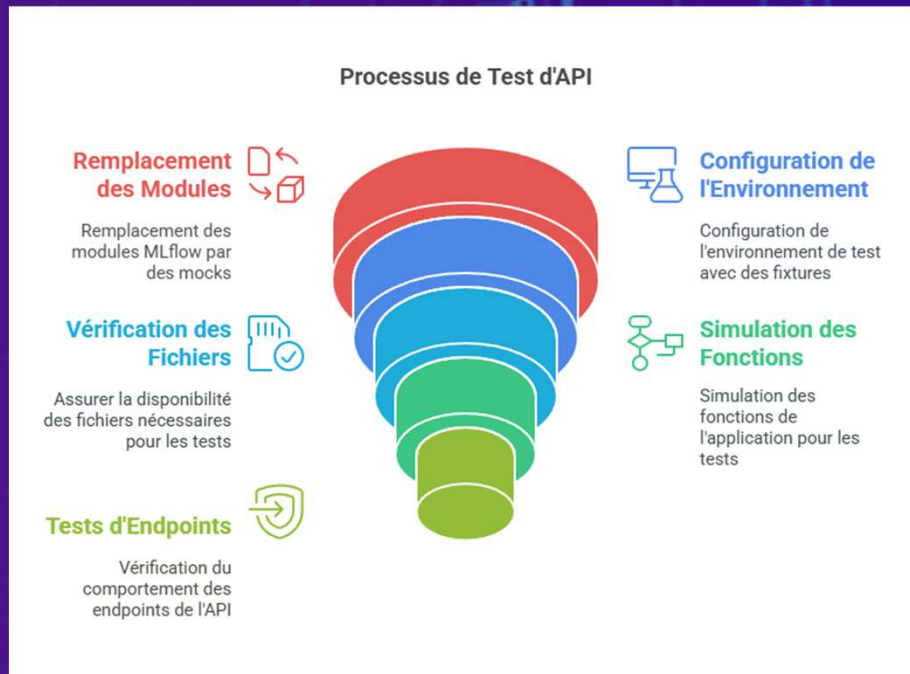 Processus de Test d'API
Remplacement
des Modules
Remplacement des
modules MLflow par
des mocks
Configuration de
l'Environnement
Configuration de
l'environnement de test
avec des fixtures
Vérification des
Fichiers
Assurer la disponibilité
des fichiers nécessaires
pour les tests
Simulation des
Fonctions
Simulation des
fonctions de
l'application pour les
tests
Tests d'Endpoints
Vérification du
comportement des
endpoints de l'API